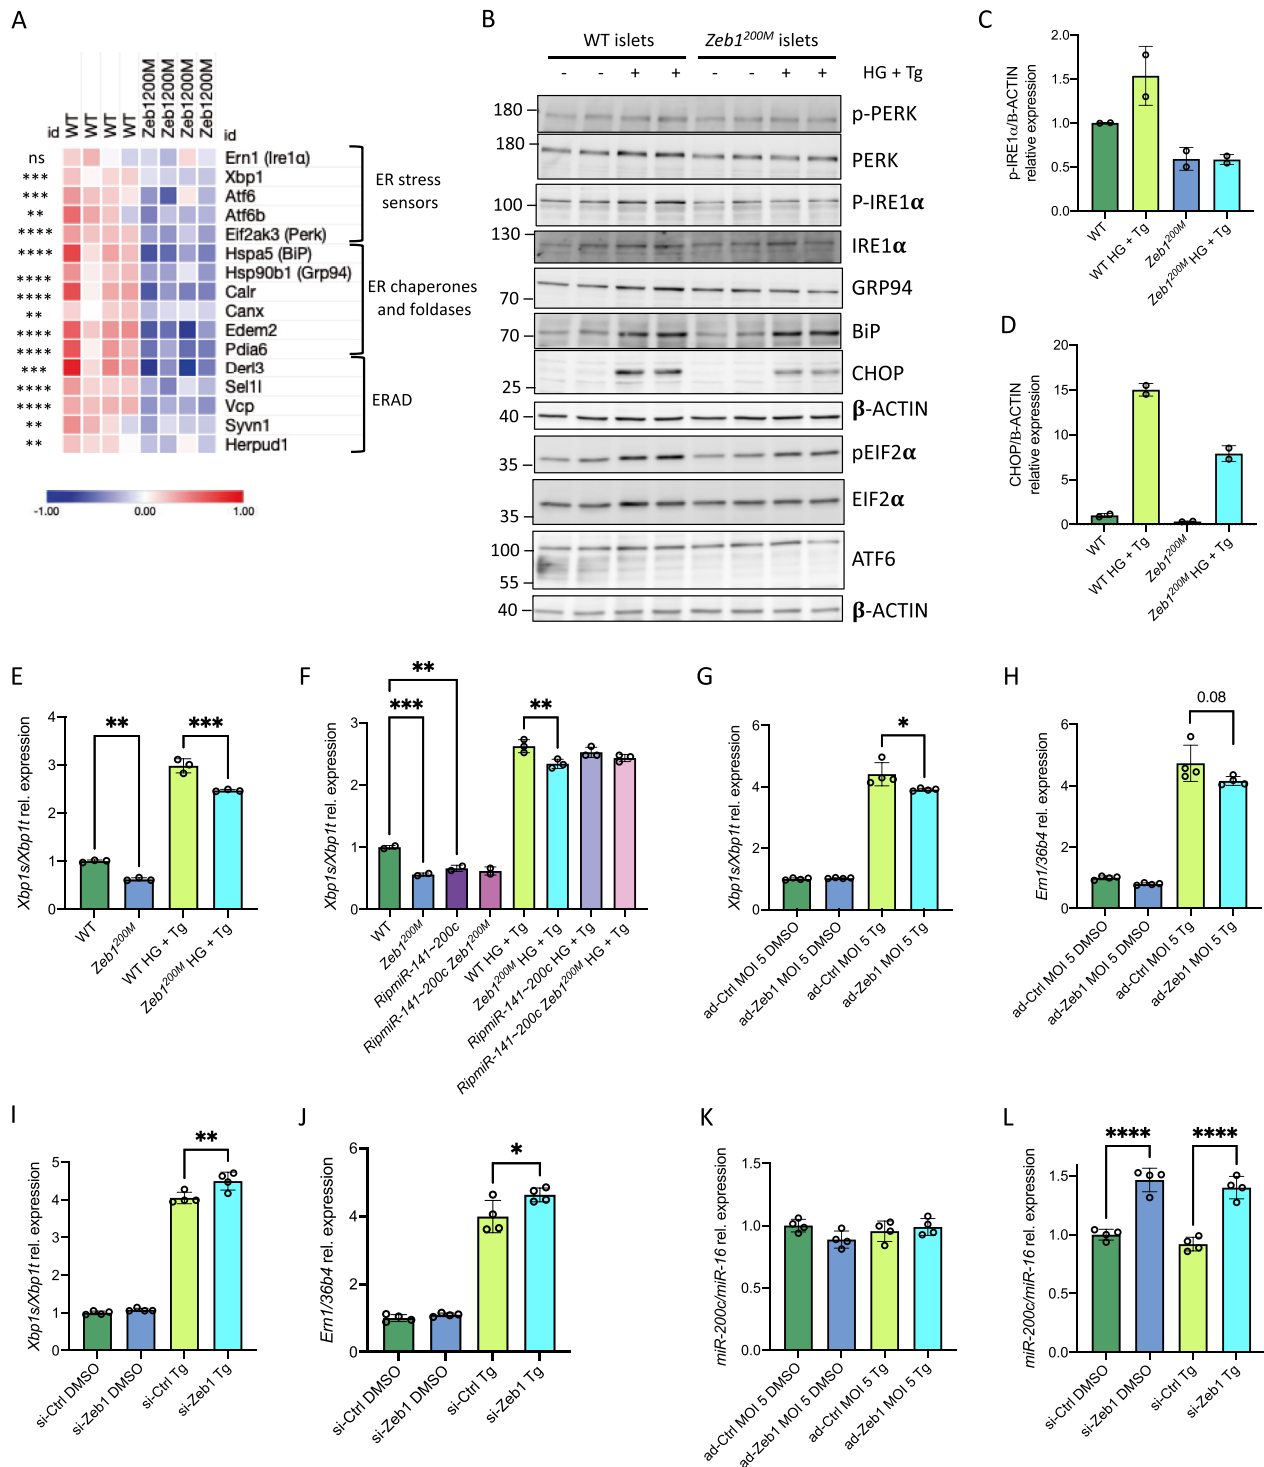 A
id
WT
WT
WT
WT
Zeb1200M
Zeb1200M
Zeb1200M
Zeb1200M
id
ns Ern1 (Ire1α)
*** Xbp1
*** Atf6
** Atf6b
**** Eif2ak3 (Perk)
**** Hspa5 (BiP)
**** Hsp90b1 (Grp94)
**** Calr
** Canx
**** Edem2
**** Pdia6
*** Derl3
**** Sel1l
**** Vcp
** Syvn1
** Herpud1
ER stress
sensors
ER chaperones
and foldases
ERAD
-1.00 0.00 1.00
B
WT islets Zeb1200M islets
- - + + - - + + HG + Tg
180 p-PERK
180 PERK
100 P-IRE1α
130 IRE1α
70 GRP94
70 BiP
25 CHOP
40 β-ACTIN
35 pEIF2α
35 EIF2α
100 ATF6
55
40 β-ACTIN
C
p-IRE1α/B-ACTIN
relative expression
2.0
1.5
1.0
0.5
0.0
WT
WT HG + Tg
Zeb1200M
Zeb1200M HG + Tg
D
CHOP/B-ACTIN
relative expression
20
15
10
5
0
WT
WT HG + Tg
Zeb1200M
Zeb1200M HG + Tg
E
Xbp1s/Xbp1t rel. expression
4
3
2
1
0
** ***
WT
Zeb1200M
WT HG + Tg
Zeb1200M HG + Tg
F
Xbp1s/Xbp1t rel. expression
3
2
1
0
**
*** **
WT
Zeb1200M
RipmiR-141~200c
RipmiR-141~200c Zeb1200M
WT HG + Tg
Zeb1200M HG + Tg
RipmiR-141~200c HG + Tg
RipmiR-141~200c Zeb1200M HG + Tg
G
Xbp1s/Xbp1t rel. expression
6
4
2
0
*
ad-Ctrl MOI 5 DMSO
ad-Zeb1 MOI 5 DMSO
ad-Ctrl MOI 5 Tg
ad-Zeb1 MOI 5 Tg
H
Ern1/36b4 rel. expression
6
4
2
0
0.08
ad-Ctrl MOI 5 DMSO
ad-Zeb1 MOI 5 DMSO
ad-Ctrl MOI 5 Tg
ad-Zeb1 MOI 5 Tg
I
Xbp1s/Xbp1t rel. expression
5
4
3
2
1
0
**
si-Ctrl DMSO
si-Zeb1 DMSO
si-Ctrl Tg
si-Zeb1 Tg
J
Ern1/36b4 rel. expression
6
4
2
0
*
si-Ctrl DMSO
si-Zeb1 DMSO
si-Ctrl Tg
si-Zeb1 Tg
K
miR-200c/miR-16 rel. expression
1.5
1.0
0.5
0.0
ad-Ctrl MOI 5 DMSO
ad-Zeb1 MOI 5 DMSO
ad-Ctrl MOI 5 Tg
ad-Zeb1 MOI 5 Tg
L
miR-200c/miR-16 rel. expression
1.5
1.0
0.5
0.0
**** ****
si-Ctrl DMSO
si-Zeb1 DMSO
si-Ctrl Tg
si-Zeb1 Tg